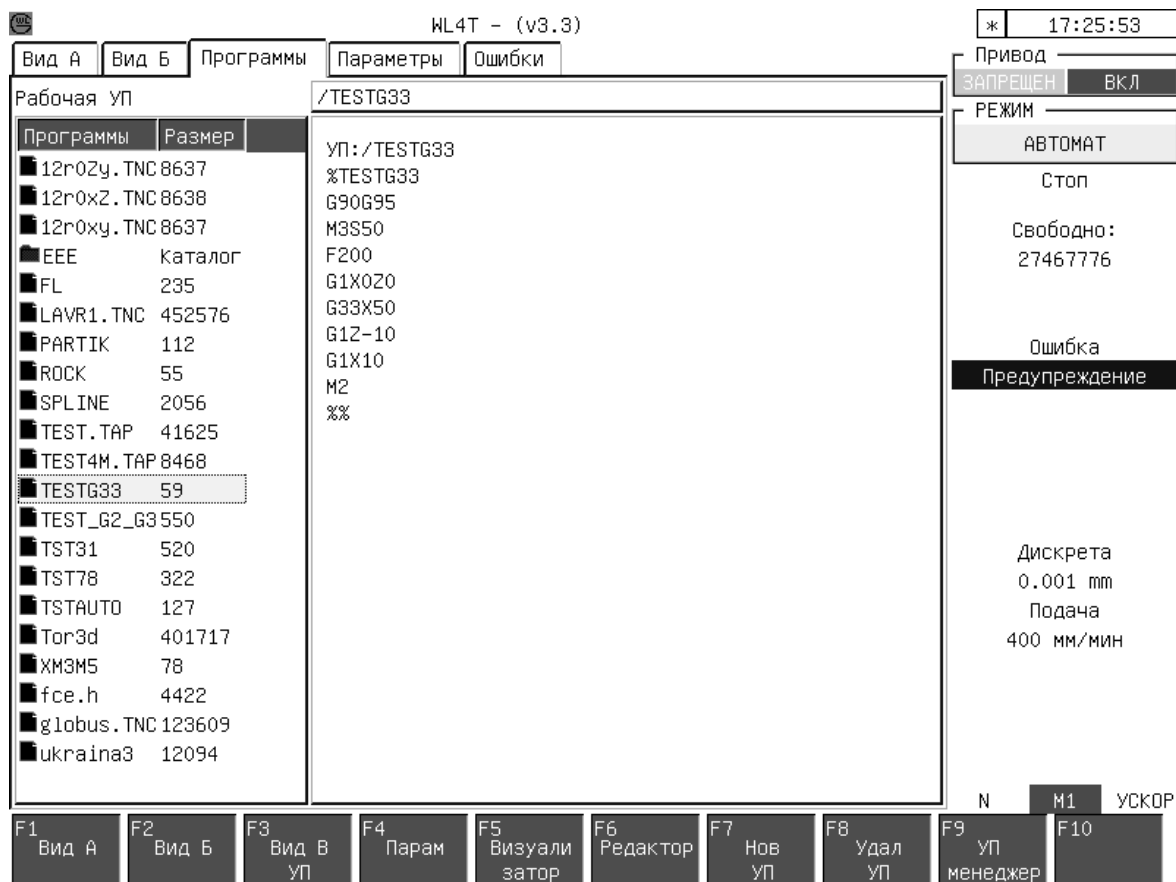 WL4T - (v3.3)
* 17:25:53
Вид А Вид Б Программы Параметры Ошибки
Рабочая УП
/TESTG33
Программы Размер
12r0Zy.TNC 8637
12r0xZ.TNC 8638
12r0xy.TNC 8637
EEE Каталог
FL 235
LAVR1.TNC 452576
PARTIK 112
ROCK 55
SPLINE 2056
TEST.TAP 41625
TEST4M.TAP 8468
TESTG33 59
TEST_G2_G3 550
TST31 520
TST78 322
TSTAUTO 127
Tor3d 401717
XM3M5 78
fce.h 4422
globus.TNC 123609
ukraina3 12094
УП:/TESTG33
%TESTG33
G90G95
M3S50
F200
G1X0Z0
G33X50
G1Z-10
G1X10
M2
%%
Привод
ЗАПРЕЩЕН ВКЛ
РЕЖИМ
АВТОМАТ
Стоп
Свободно:
27467776
Ошибка
Предупреждение
Дискрета
0.001 mm
Подача
400 мм/мин
N M1 УСКОР
F1 Вид А
F2 Вид Б
F3 Вид В
УП
F4 Парам
F5 Визуали
затор
F6 Редактор
F7 Нов
УП
F8 Удал
УП
F9 УП
менеджер
F10